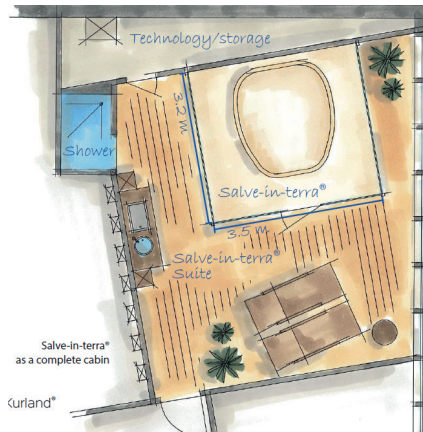 Technology/storage
3.2 m
Shower
Salve-in-terra®
3.5 m
Salve-in-terra®
Suite
Salve-in-terra®
as a complete cabin
Kurland®